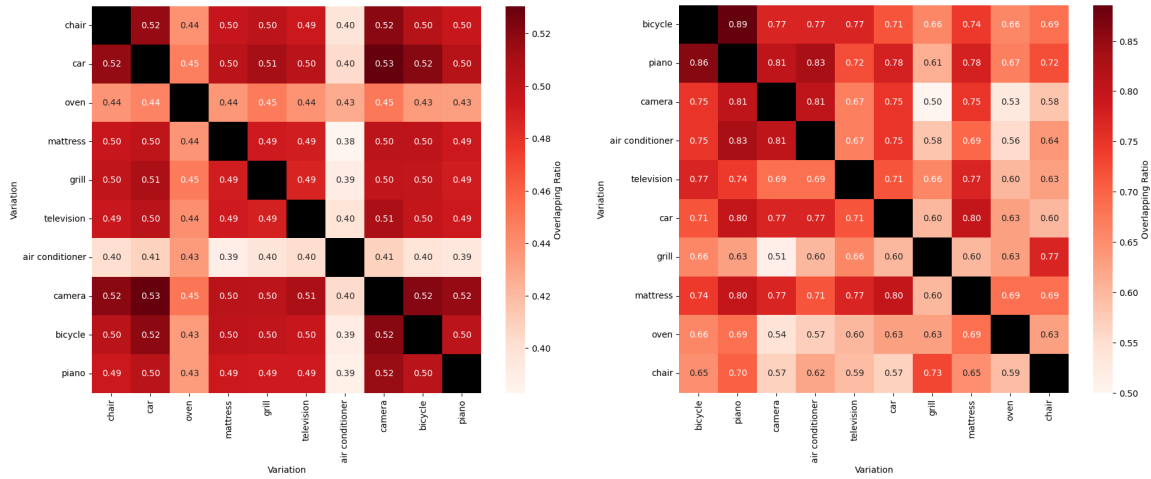 chair 0.52 0.44 0.50 0.50 0.49 0.40 0.52 0.50 0.50
car 0.52 0.45 0.50 0.51 0.50 0.40 0.53 0.52 0.50
oven 0.44 0.44 0.44 0.45 0.44 0.43 0.45 0.43 0.43
mattress 0.50 0.50 0.44 0.49 0.49 0.38 0.50 0.50 0.49
grill 0.50 0.51 0.45 0.49 0.49 0.39 0.50 0.50 0.49
television 0.49 0.50 0.44 0.49 0.49 0.40 0.51 0.50 0.49
air conditioner 0.40 0.41 0.43 0.39 0.40 0.40 0.41 0.40 0.39
camera 0.52 0.53 0.45 0.50 0.50 0.51 0.40 0.52 0.52
bicycle 0.50 0.52 0.43 0.50 0.50 0.50 0.39 0.52 0.50
piano 0.49 0.50 0.43 0.49 0.49 0.49 0.39 0.52 0.50
chair car oven mattress grill television air conditioner camera bicycle piano
Variation
Variation
0.52
0.50
0.48
0.46
0.44
0.42
0.40
Overlapping Ratio
bicycle 0.89 0.77 0.77 0.77 0.71 0.66 0.74 0.66 0.69
piano 0.86 0.81 0.83 0.72 0.78 0.61 0.78 0.67 0.72
camera 0.75 0.81 0.81 0.67 0.75 0.50 0.75 0.53 0.58
air conditioner 0.75 0.83 0.81 0.67 0.75 0.58 0.69 0.56 0.64
television 0.77 0.74 0.69 0.69 0.71 0.66 0.77 0.60 0.63
car 0.71 0.80 0.77 0.77 0.71 0.60 0.80 0.63 0.60
grill 0.66 0.63 0.51 0.60 0.66 0.60 0.60 0.63 0.77
mattress 0.74 0.80 0.77 0.71 0.77 0.80 0.60 0.69 0.69
oven 0.66 0.69 0.54 0.57 0.60 0.63 0.63 0.69 0.63
chair 0.65 0.70 0.57 0.62 0.59 0.57 0.73 0.65 0.59
bicycle piano camera air conditioner television car grill mattress oven chair
Variation
Variation
0.85
0.80
0.75
0.70
0.65
0.60
0.55
0.50
Overlapping Ratio